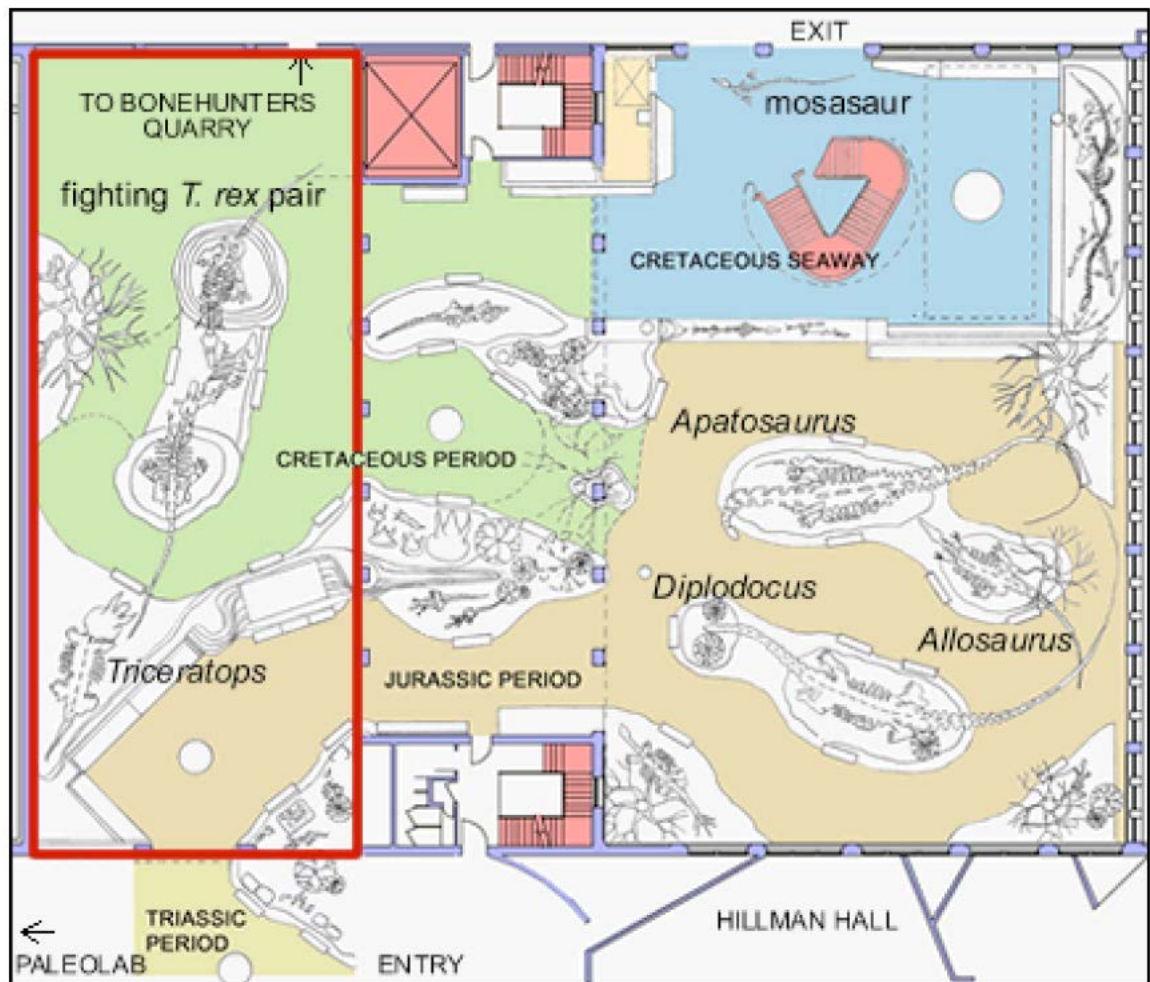 EXIT
TO BONEHUNTERS
QUARRY
mosasaur
fighting T. rex pair
CRETACEOUS SEAWAY
Apatosaurus
CRETACEOUS PERIOD
Diplodocus
Allosaurus
Triceratops
JURASSIC PERIOD
TRIASSIC
PERIOD
HILLMAN HALL
PALEOLAB
ENTRY